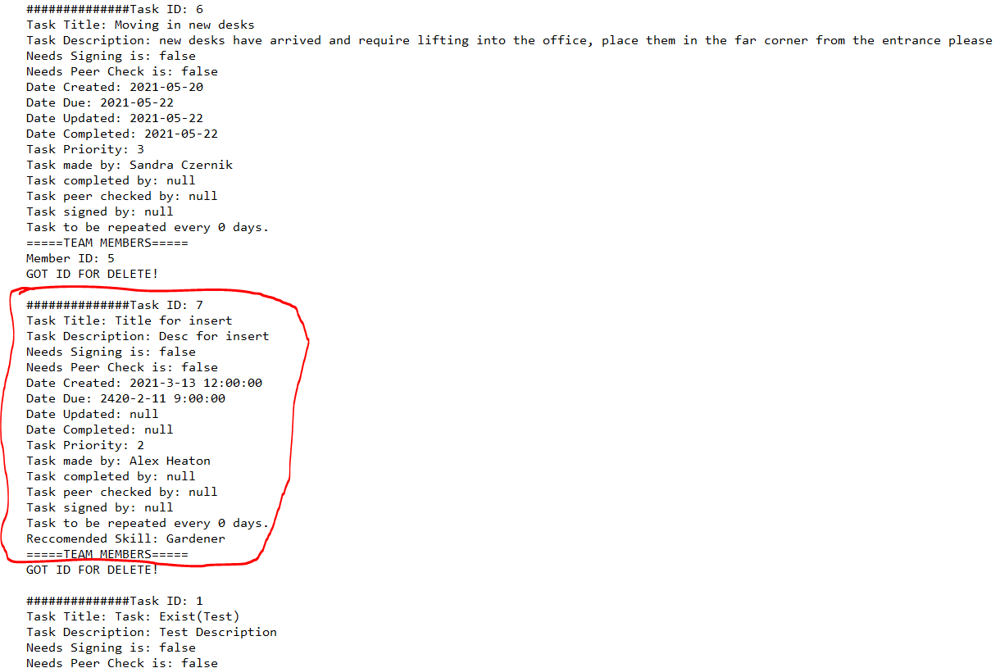 ##############Task ID: 6
Task Title: Moving in new desks
Task Description: new desks have arrived and require lifting into the office, place them in the far corner from the entrance please
Needs Signing is: false
Needs Peer Check is: false
Date Created: 2021-05-20
Date Due: 2021-05-22
Date Updated: 2021-05-22
Date Completed: 2021-05-22
Task Priority: 3
Task made by: Sandra Czernik
Task completed by: null
Task peer checked by: null
Task signed by: null
Task to be repeated every 0 days.
=====TEAM MEMBERS=====
Member ID: 5
GOT ID FOR DELETE!
##############Task ID: 7
Task Title: Title for insert
Task Description: Desc for insert
Needs Signing is: false
Needs Peer Check is: false
Date Created: 2021-3-13 12:00:00
Date Due: 2420-2-11 9:00:00
Date Updated: null
Date Completed: null
Task Priority: 2
Task made by: Alex Heaton
Task completed by: null
Task peer checked by: null
Task signed by: null
Task to be repeated every 0 days.
Reccomended Skill: Gardener
=====TEAM MEMBERS=====
GOT ID FOR DELETE!
##############Task ID: 1
Task Title: Task: Exist(Test)
Task Description: Test Description
Needs Signing is: false
Needs Peer Check is: false